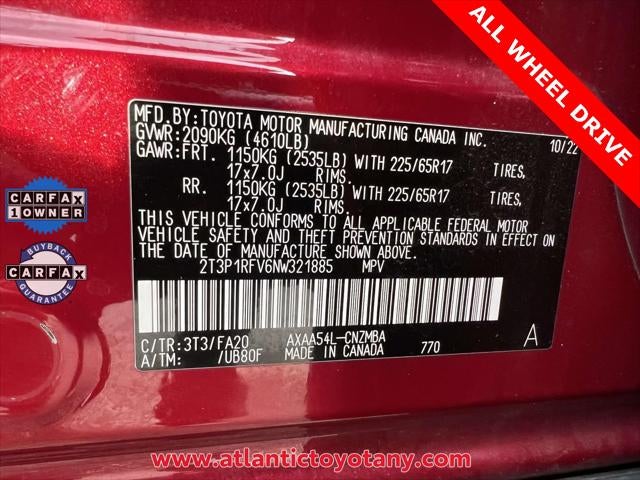 ALL WHEEL DRIVE
MFD.BY:TOYOTA MOTOR MANUFACTURING CANADA INC.
GVWR:2090KG (4610LB) 10/22
GAWR:FRT. 1150KG (2535LB) WITH 225/65R17 TIRES,
17x7.0J RIMS.
RR. 1150KG (2535LB) WITH 225/65R17 TIRES,
17x7.0J RIMS.
THIS VEHICLE CONFORMS TO ALL APPLICABLE FEDERAL MOTOR
VEHICLE SAFETY AND THEFT PREVENTION STANDARDS IN EFFECT ON
THE DATE OF MANUFACTURE SHOWN ABOVE.
2T3P1RFV6NW321885 MPV
C/TR:3T3/FA20 AXAA54L-CNZMBA
A/TM: /UB80F MADE IN CANADA 770
A
CARFAX
1 OWNER
BUYBACK
CARFAX
GUARANTEE
www.atlantictoyotany.com